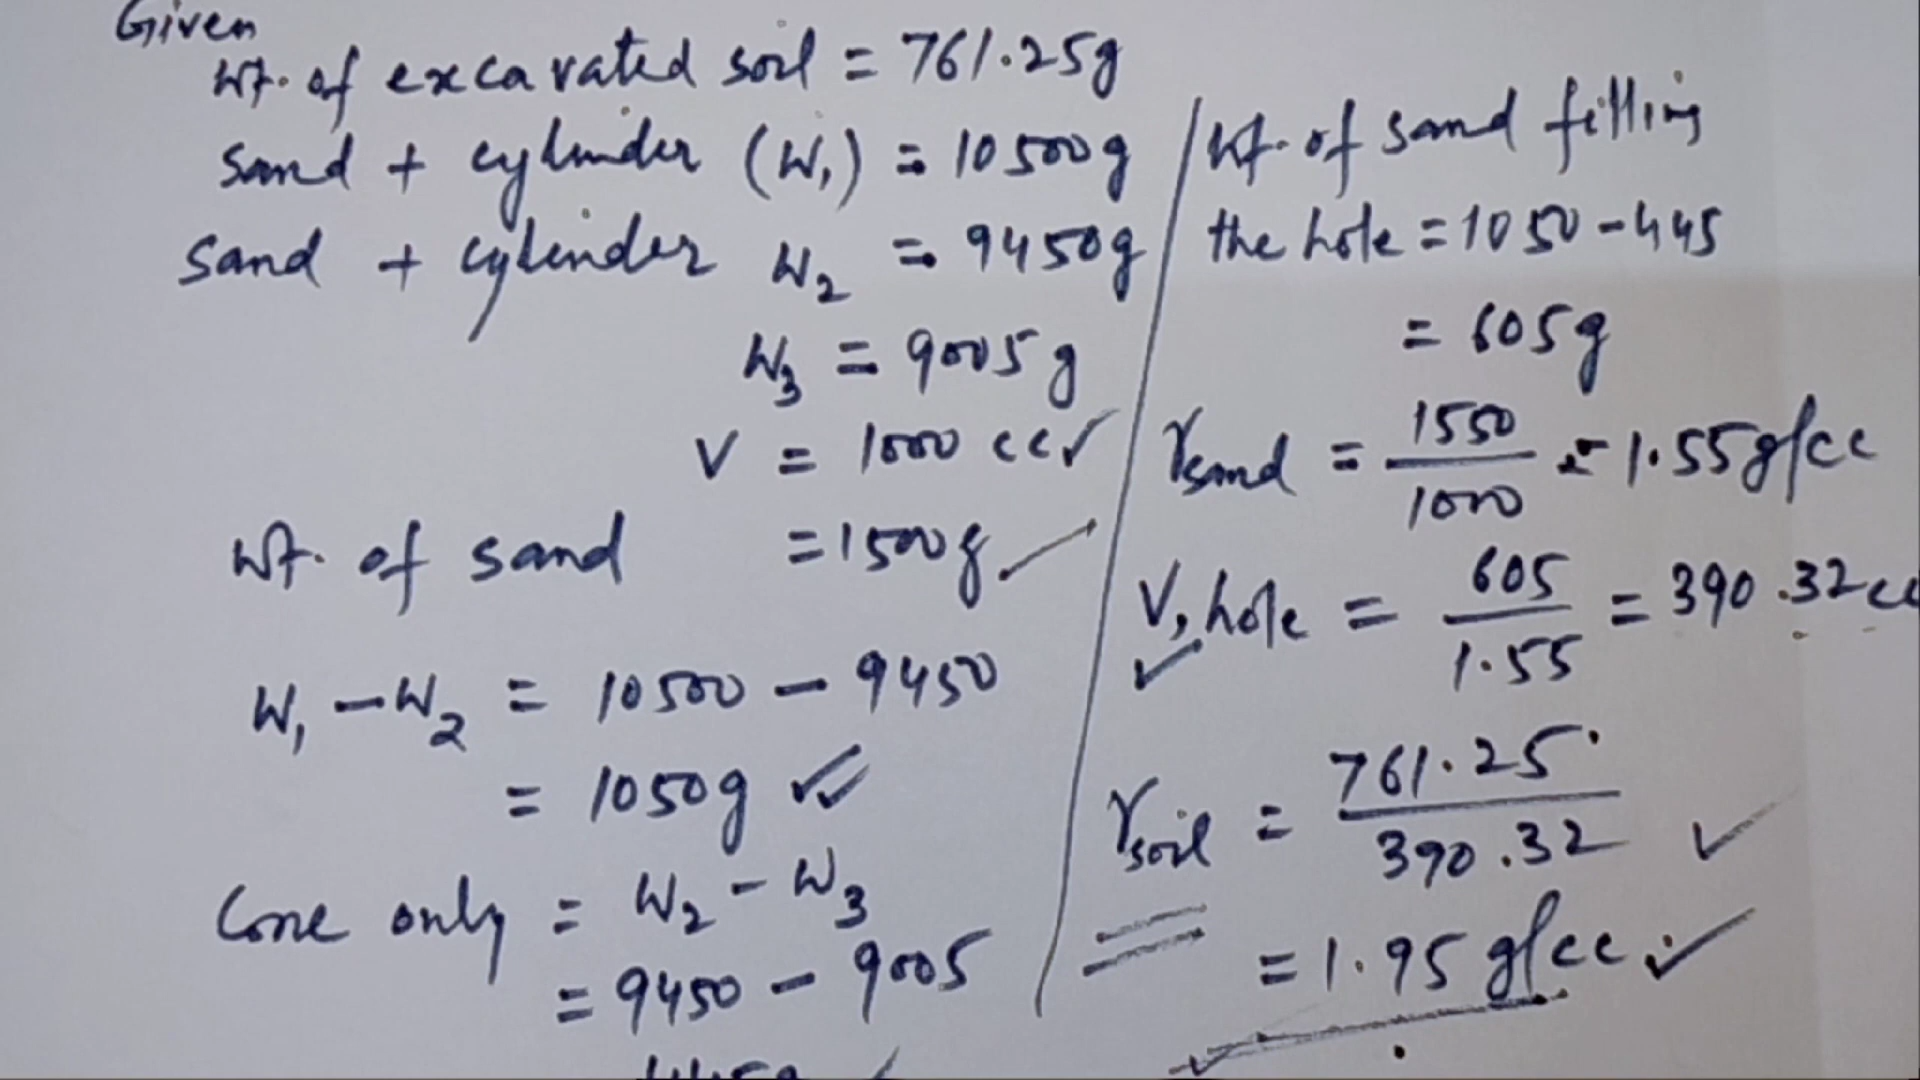 Given
wt. of excavated soil = 761.25g
sand + cylinder (W₁) = 10500g
sand + cylinder W₂ = 9450g
W₃ = 9005g
V = 1000 cc ✓
wt. of sand = 1500g
W₁ - W₂ = 10500 - 9450
= 1050g ✓✓
Cone only = W₂ - W₃
= 9450 - 9005
445g ✓
wt. of sand filling
the hole = 1050 - 445
= 605g
γsand = 1550/1000 = 1.55g/cc
V, hole = 605/1.55 = 390.32cc
✓
γsoil = 761.25/390.32 ✓
= 1.95 g/cc ✓